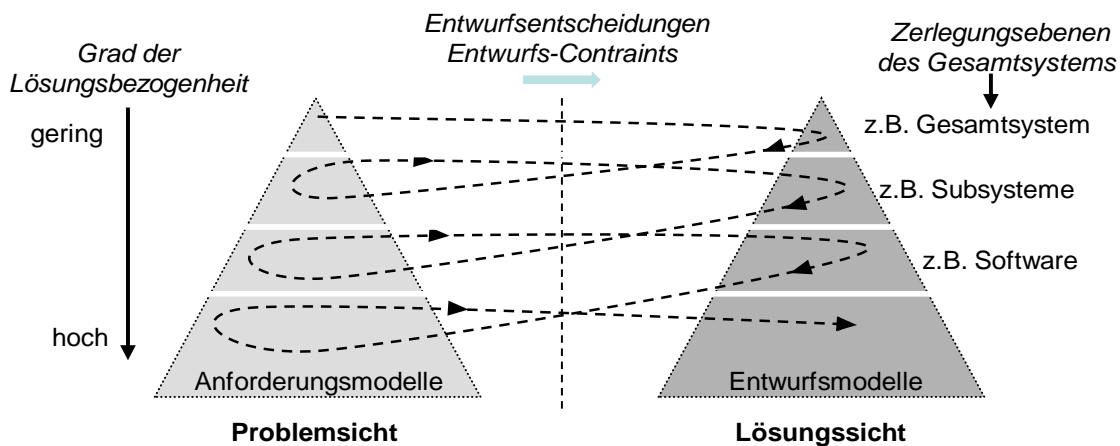 Entwurfsentscheidungen
Entwurfs-Contraints
Grad der
Lösungsbezogenheit
Zerlegungsebenen
des Gesamtsystems
gering
z.B. Gesamtsystem
z.B. Subsysteme
z.B. Software
hoch
Anforderungsmodelle
Entwurfsmodelle
Problemsicht
Lösungssicht